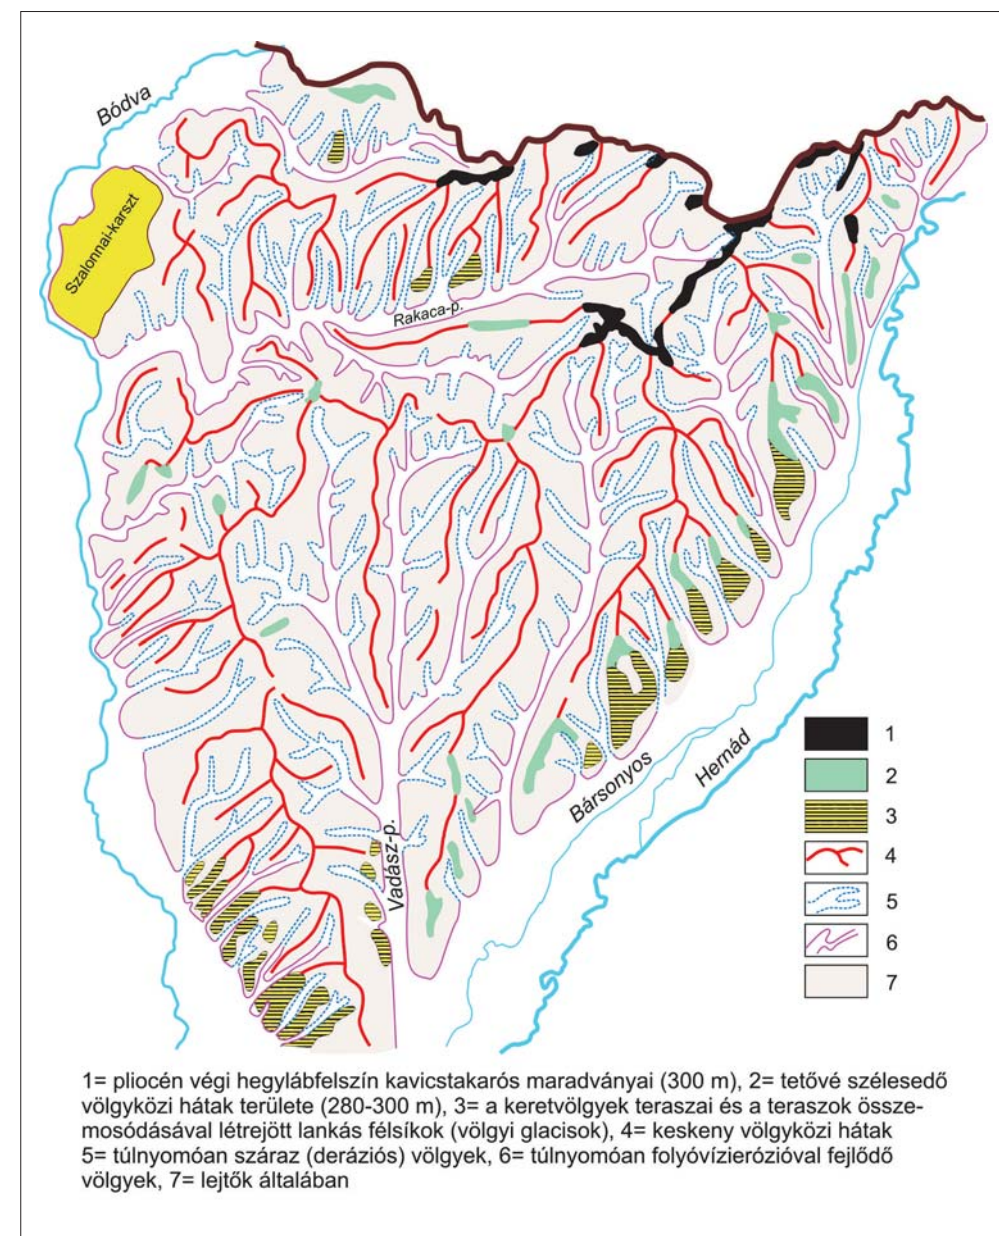 Bódva
Szalonnai-karszt
Rakaca-p.
Vadász-p.
Bársonyos
Hernád
1
2
3
4
5
6
7
1= pliocén végi hegylábfelszín kavicstakarós maradványai (300 m), 2= tetővé szélesedő
völgyközi hátak területe (280-300 m), 3= a keretvölgyek teraszai és a teraszok össze-
mosódásával létrejött lankás félsíkok (völgyi glacisok), 4= keskeny völgyközi hátak
5= túlnyomóan száraz (deráziós) völgyek, 6= túlnyomóan folyóvízierózióval fejlődő
völgyek, 7= lejtők általában